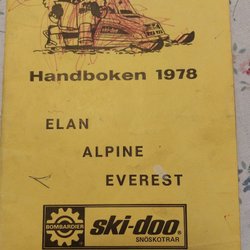 Handboken 1978
ELAN
ALPINE
EVEREST
BOMBARDIER
ski-doo®
SNÖSKOTRAR